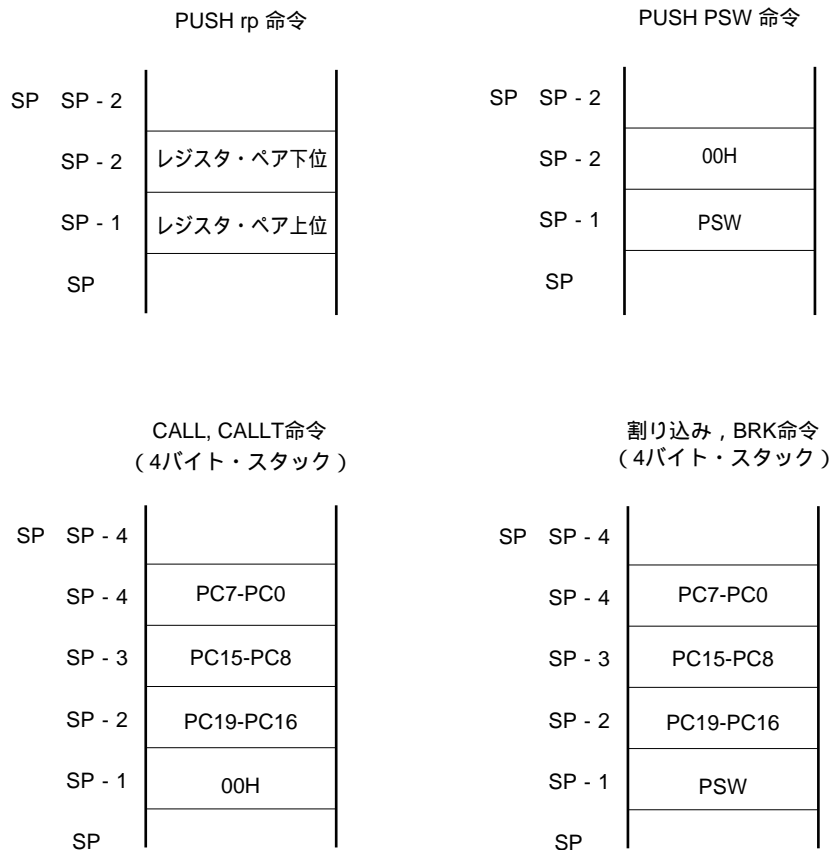 PUSH rp 命令
SP SP - 2
SP - 2 レジスタ・ペア下位
SP - 1 レジスタ・ペア上位
SP
PUSH PSW 命令
SP SP - 2
SP - 2 00H
SP - 1 PSW
SP
CALL, CALLT命令
（4バイト・スタック）
SP SP - 4
SP - 4 PC7-PC0
SP - 3 PC15-PC8
SP - 2 PC19-PC16
SP - 1 00H
SP
割り込み , BRK命令
（4バイト・スタック）
SP SP - 4
SP - 4 PC7-PC0
SP - 3 PC15-PC8
SP - 2 PC19-PC16
SP - 1 PSW
SP